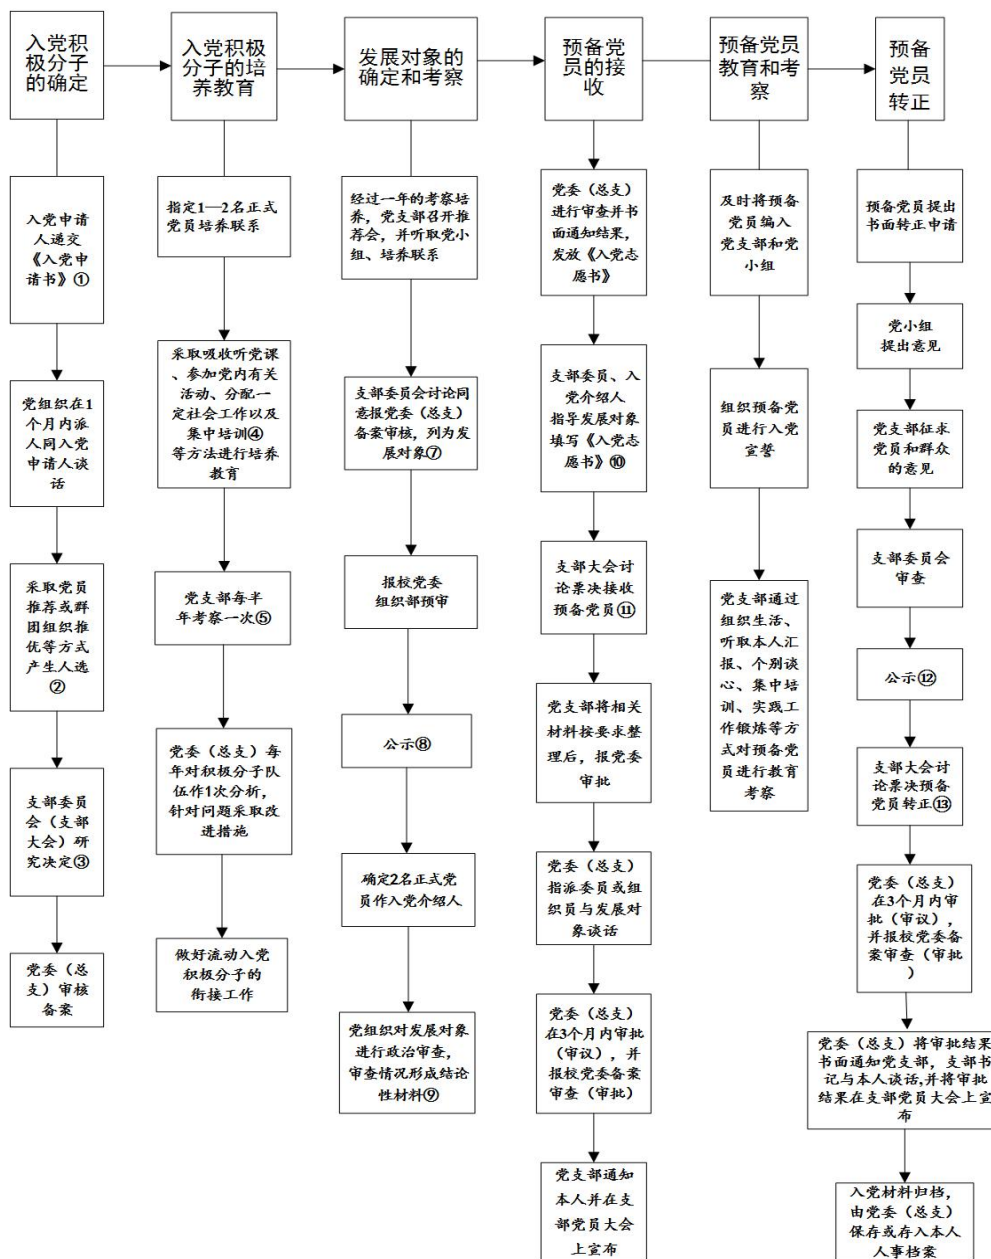 入党积
极分子
的确定
入党积极
分子的培
养教育
发展对象的
确定和考察
预备党
员的接
收
预备党员
教育和考
察
预备
党员
转正
入党申请
人递交
《入党申
请书》①
党组织在1
个月内派
人同入党
申请人谈
话
采取党员
推荐或群
团组织推
优等方式
产生人选
②
支部委员
会（支部
大会）研
究决定③
党委（总
支）审核
备案
指定1—2名正式
党员培养联系
采取吸收听党课
、参加党内有关
活动、分配一
定社会工作以及
集中培训④
等方法进行培养
教育
党支部每半
年考察一次⑤
党委（总支）每
年对积极分子队
伍作1次分析，
针对问题采取改
进措施
做好流动入党
积极分子的
衔接工作
经过一年的考察培
养，党支部召开推
荐会，并听取党小
组、培养联系
支部委员会讨论同
意报党委（总支）
备案审核，列为发
展对象⑦
报校党委
组织部预审
公示⑧
确定2名正式党
员作入党介绍人
党组织对发展对象
进行政治审查，
审查情况形成结论
性材料⑨
党委（总支）
进行审查并书
面通知结果，
发放《入党志
愿书》
支部委员、入
党介绍人
指导发展对象
填写《入党志
愿书》⑩
支部大会讨
论票决接收
预备党员⑪
党支部将相关
材料按要求整
理后，报党委
审批
党委（总支）
指派委员或组
织员与发展对
象谈话
党委（总支）
在3个月内审批
（审议），并
报校党委备案
审查（审批）
党支部通知
本人并在支
部党员大会
上宣布
及时将预备
党员编入
党支部和党
小组
组织预备党
员进行入党
宣誓
党支部通过
组织生活、
听取本人汇
报、个别谈
心、集中培
训、实践工
作锻炼等方
式对预备党
员进行教育
考察
预备党员提出
书面转正申请
党小组
提出意见
党支部征求
党员和群众
的意见
支部委员会
审查
公示⑫
支部大会讨
论票决预备
党员转正⑬
党委（总支）
在3个月内审
批（审议），
并报校党委备
案审查（审批
）
党委（总支）将审批结果
书面通知党支部，支部书
记与本人谈话,并将审批
结果在支部党员大会上宣
布
入党材料归档，
由党委（总支）
保存或存入本人
人事档案